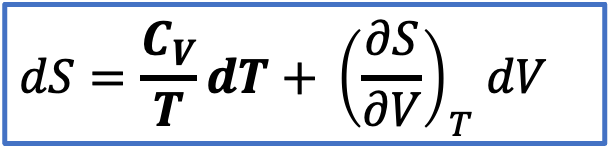 dS = C_V/T dT + (∂S/∂V)_T dV